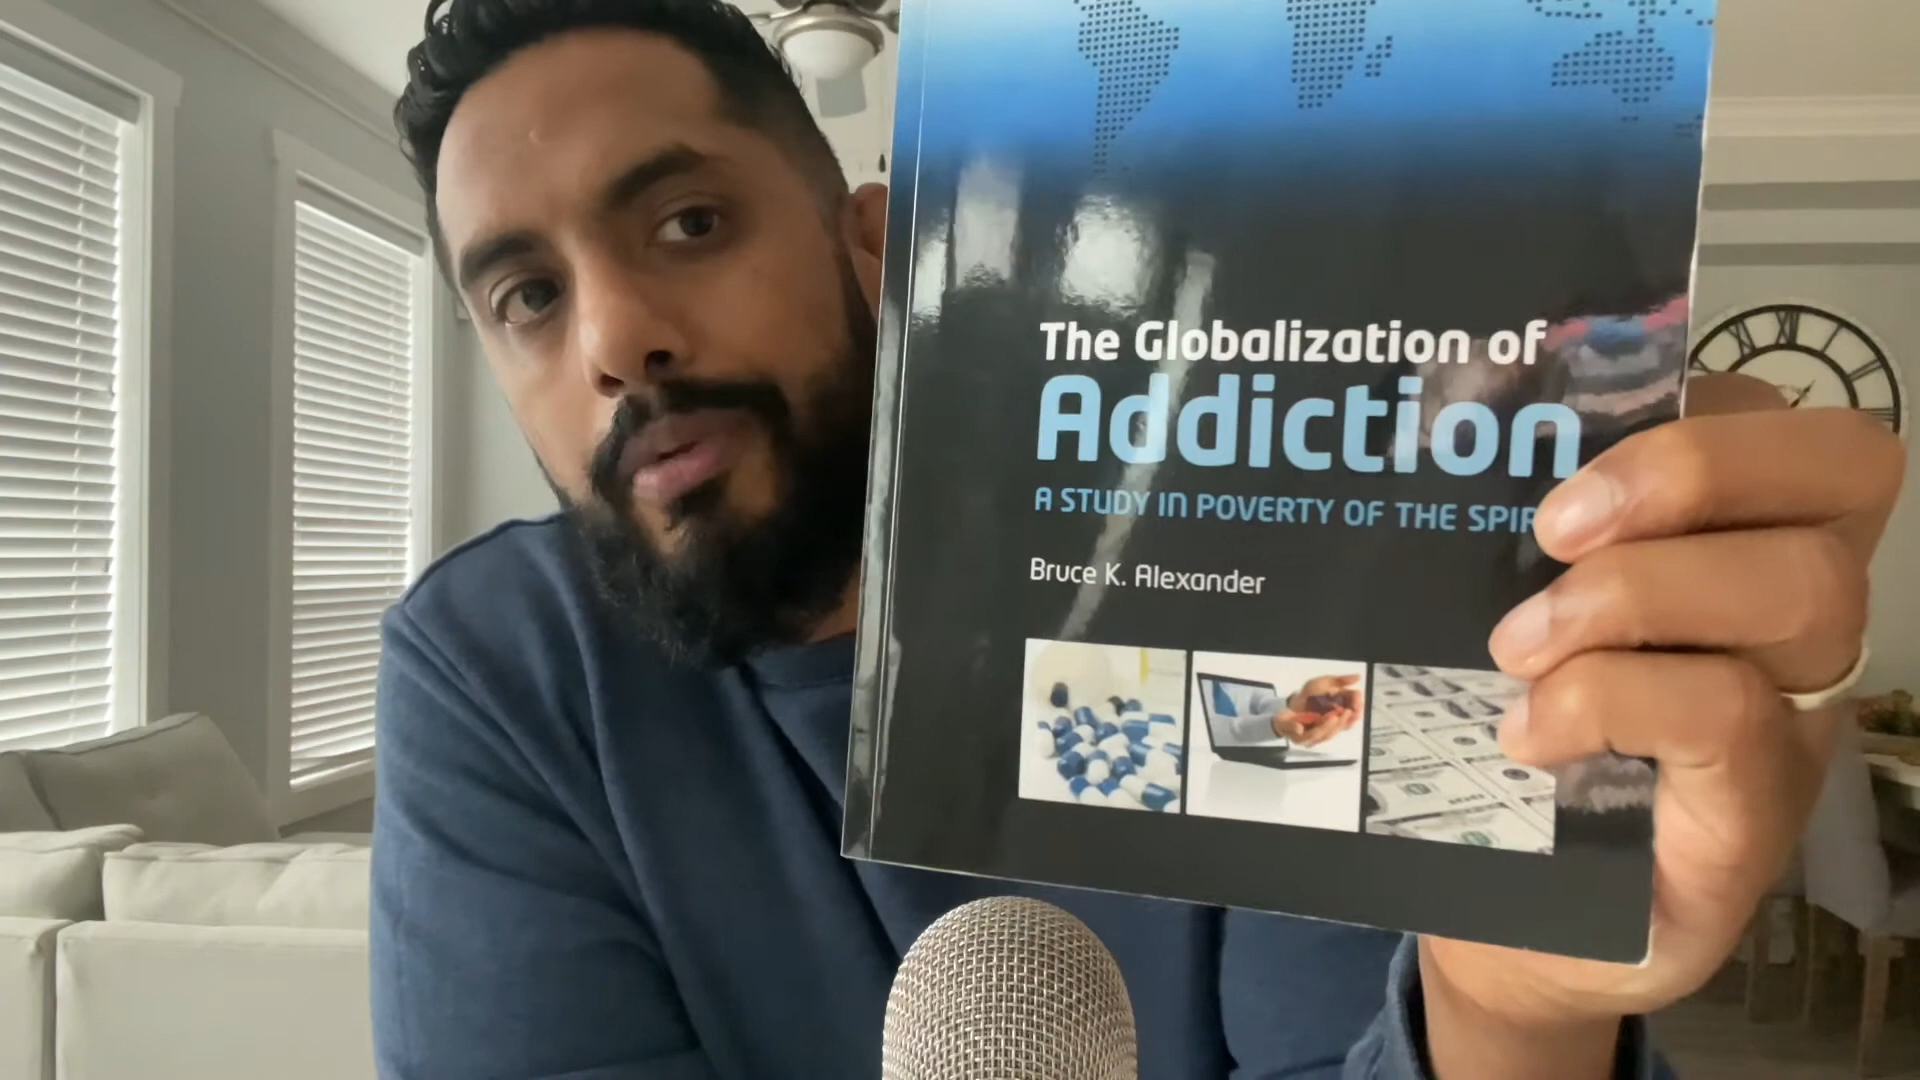 The Globalization of
Addiction
A STUDY IN POVERTY OF THE
Bruce K. Alexander